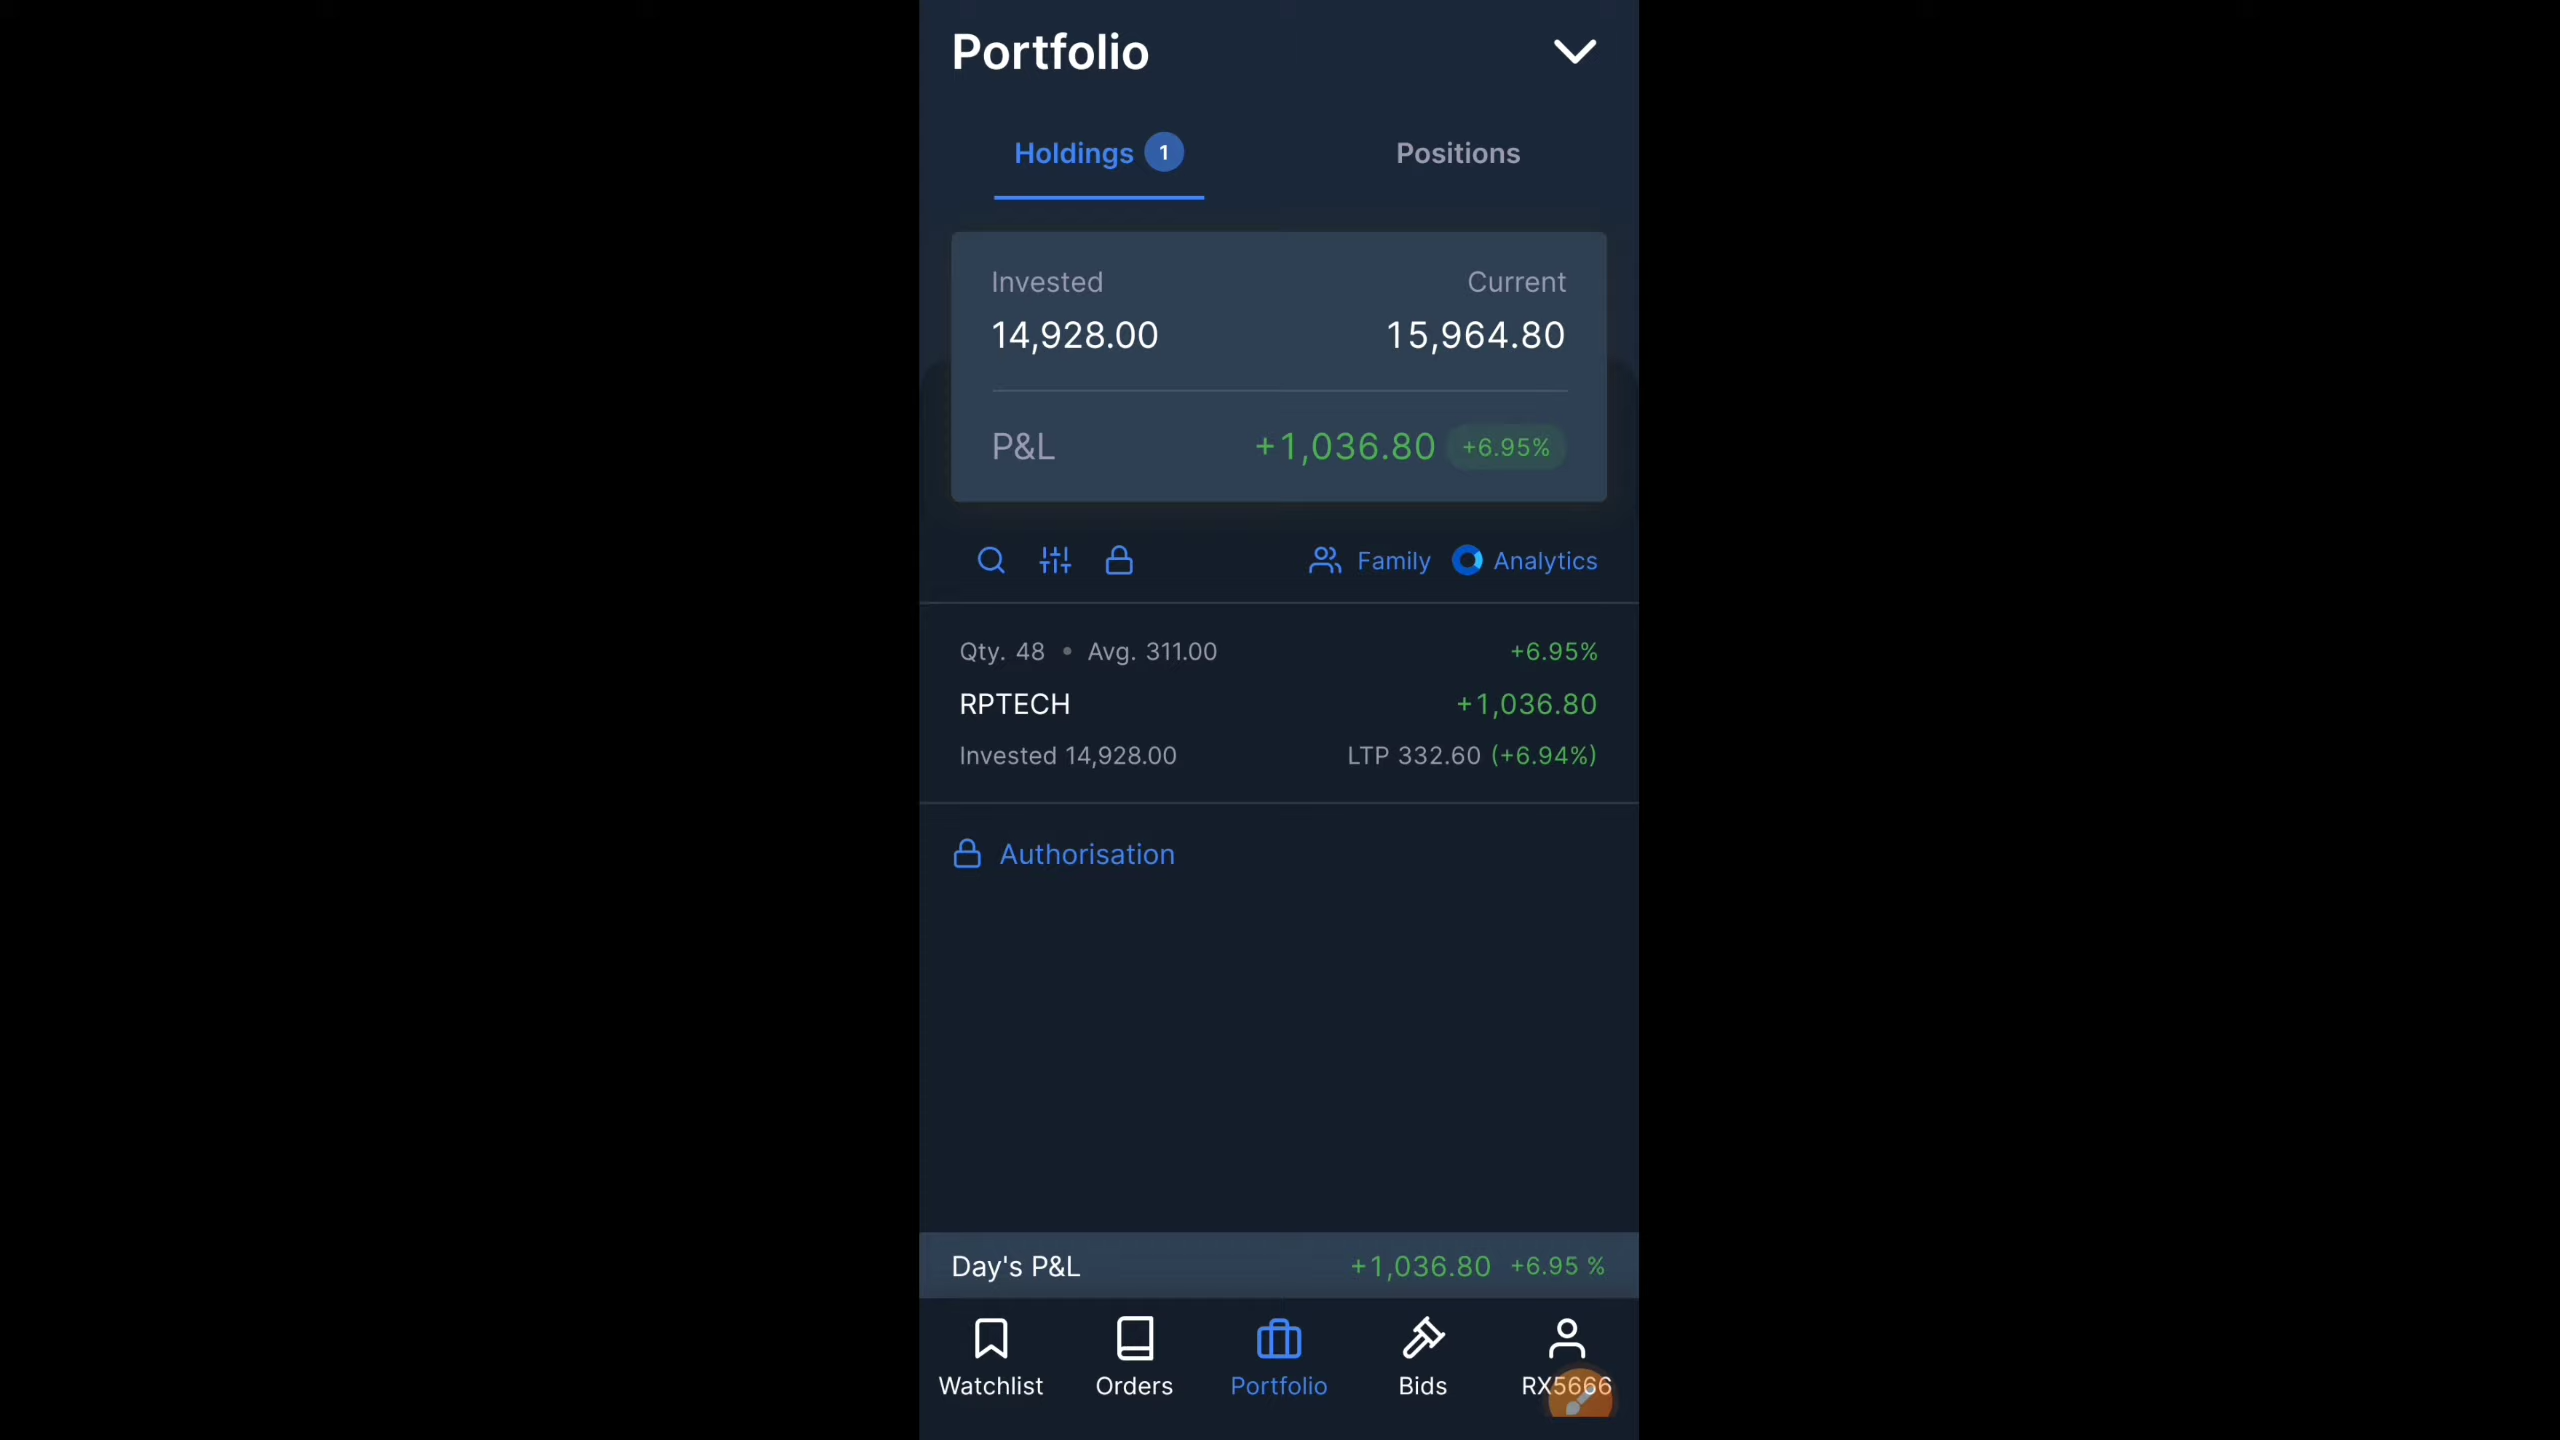 Portfolio
Holdings 1 Positions
Invested Current
14,928.00 15,964.80
P&L +1,036.80 +6.95%
Family Analytics
Qty. 48 • Avg. 311.00 +6.95%
RPTECH +1,036.80
Invested 14,928.00 LTP 332.60 (+6.94%)
Authorisation
Day's P&L +1,036.80 +6.95 %
Watchlist Orders Portfolio Bids RX5666